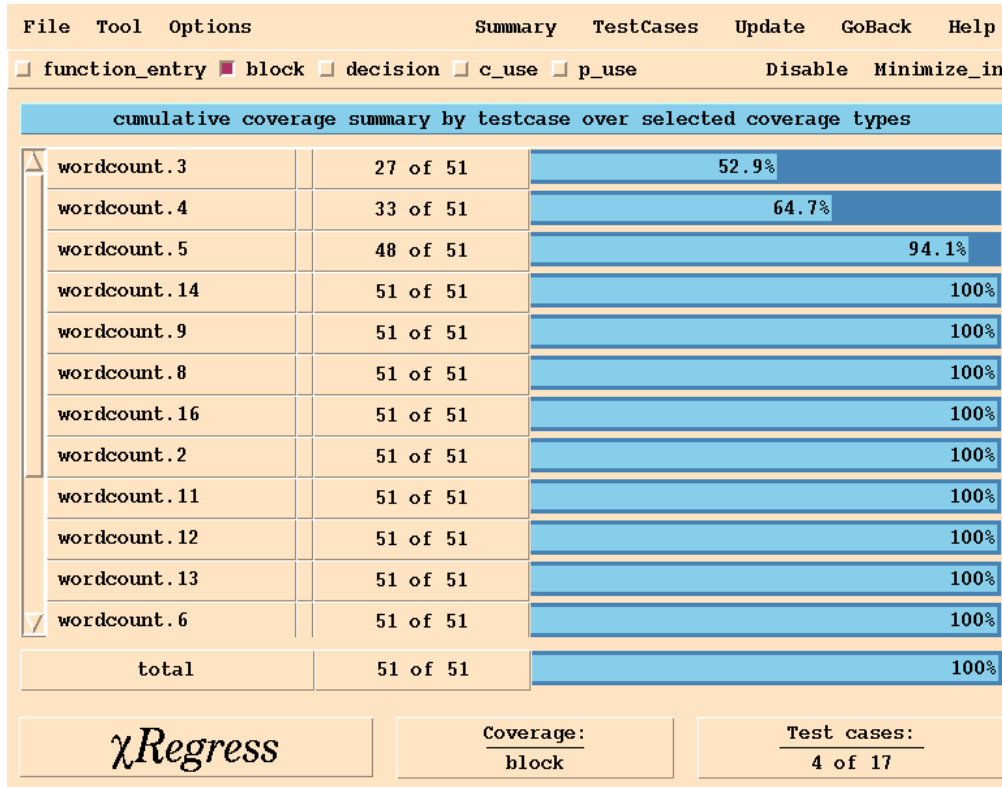 File Tool Options Summary TestCases Update GoBack Help
function_entry block decision c_use p_use Disable Minimize_in
cumulative coverage summary by testcase over selected coverage types
wordcount.3 27 of 51 52.9%
wordcount.4 33 of 51 64.7%
wordcount.5 48 of 51 94.1%
wordcount.14 51 of 51 100%
wordcount.9 51 of 51 100%
wordcount.8 51 of 51 100%
wordcount.16 51 of 51 100%
wordcount.2 51 of 51 100%
wordcount.11 51 of 51 100%
wordcount.12 51 of 51 100%
wordcount.13 51 of 51 100%
wordcount.6 51 of 51 100%
total 51 of 51 100%
χRegress
Coverage:
block
Test cases:
4 of 17